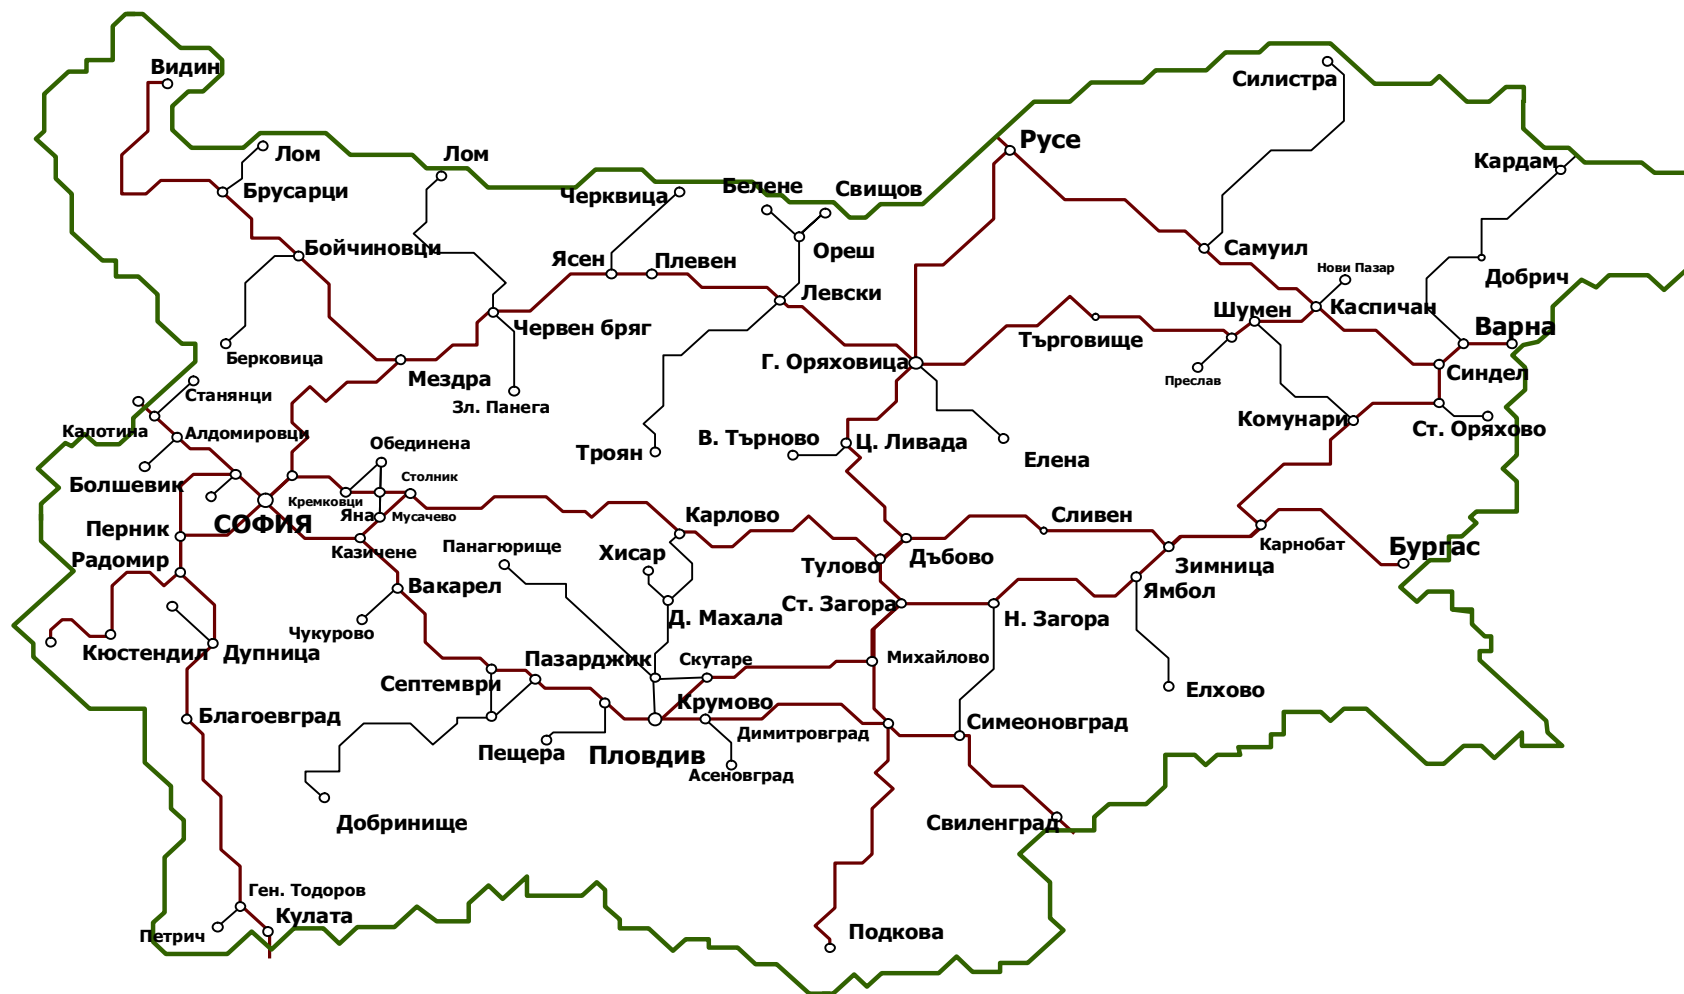 Видин
Силистра
Русе
Лом
Лом
Кардам
Брусарци
Черквица
Белене
Свищов
Бойчиновци
Ясен
Плевен
Ореш
Самуил
Нови Пазар
Добрич
Левски
Шумен
Каспичан
Червен бряг
Варна
Търговище
Берковица
Г. Оряховица
Мездра
Синдел
Преслав
Станянци
Зл. Панега
Калотина
Алдомировци
Обединена
Троян
В. Търново
Ц. Ливада
Комунари
Ст. Оряхово
Елена
Болшевик
Столник
Кремковци
Яна
Мусачево
Перник
СОФИЯ
Карлово
Сливен
Панагюрище
Хисар
Казичене
Дъбово
Карнобат
Бургас
Радомир
Тулово
Зимница
Вакарел
Ямбол
Ст. Загора
Д. Махала
Н. Загора
Чукурово
Кюстендил
Дупница
Пазарджик
Скутаре
Михайлово
Септември
Елхово
Крумово
Благоевград
Симеоновград
Димитровград
Пещера
Пловдив
Асеновград
Добринище
Свиленград
Ген. Тодоров
Кулата
Петрич
Подкова